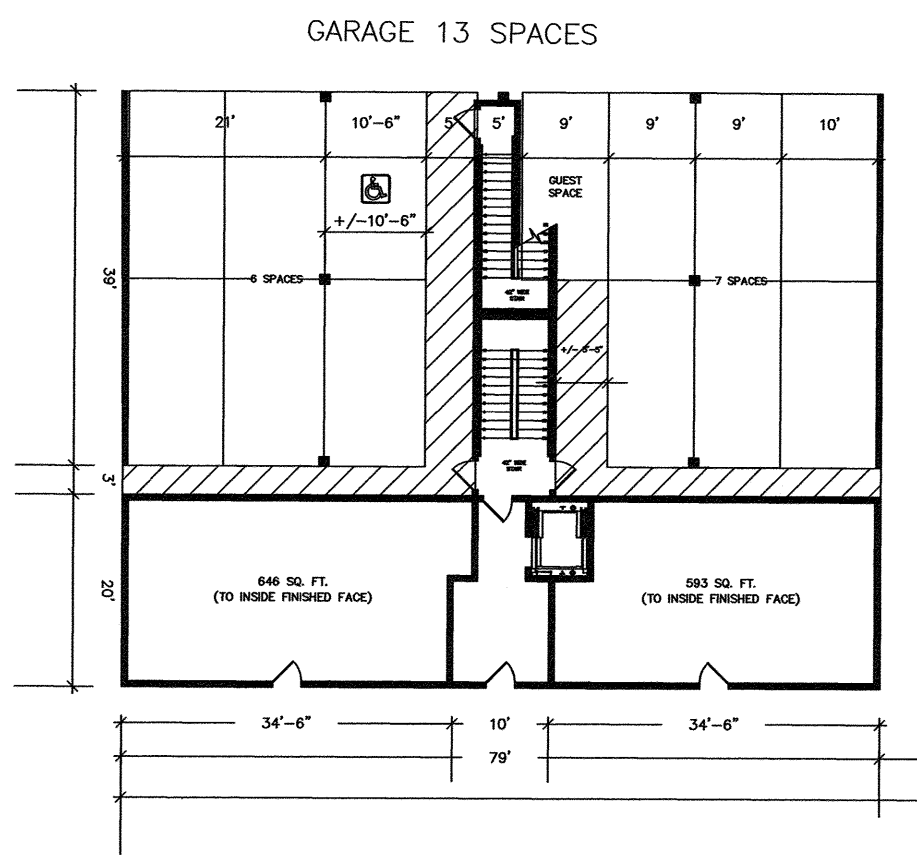 GARAGE 13 SPACES
21' 10'-6" 5' 5' 9' 9' 9' 10'
GUEST
SPACE
+/-10'-6"
39'
6 SPACES 7 SPACES
3'
646 SQ. FT.
(TO INSIDE FINISHED FACE)
593 SQ. FT.
(TO INSIDE FINISHED FACE)
20'
34'-6" 10' 34'-6"
79'